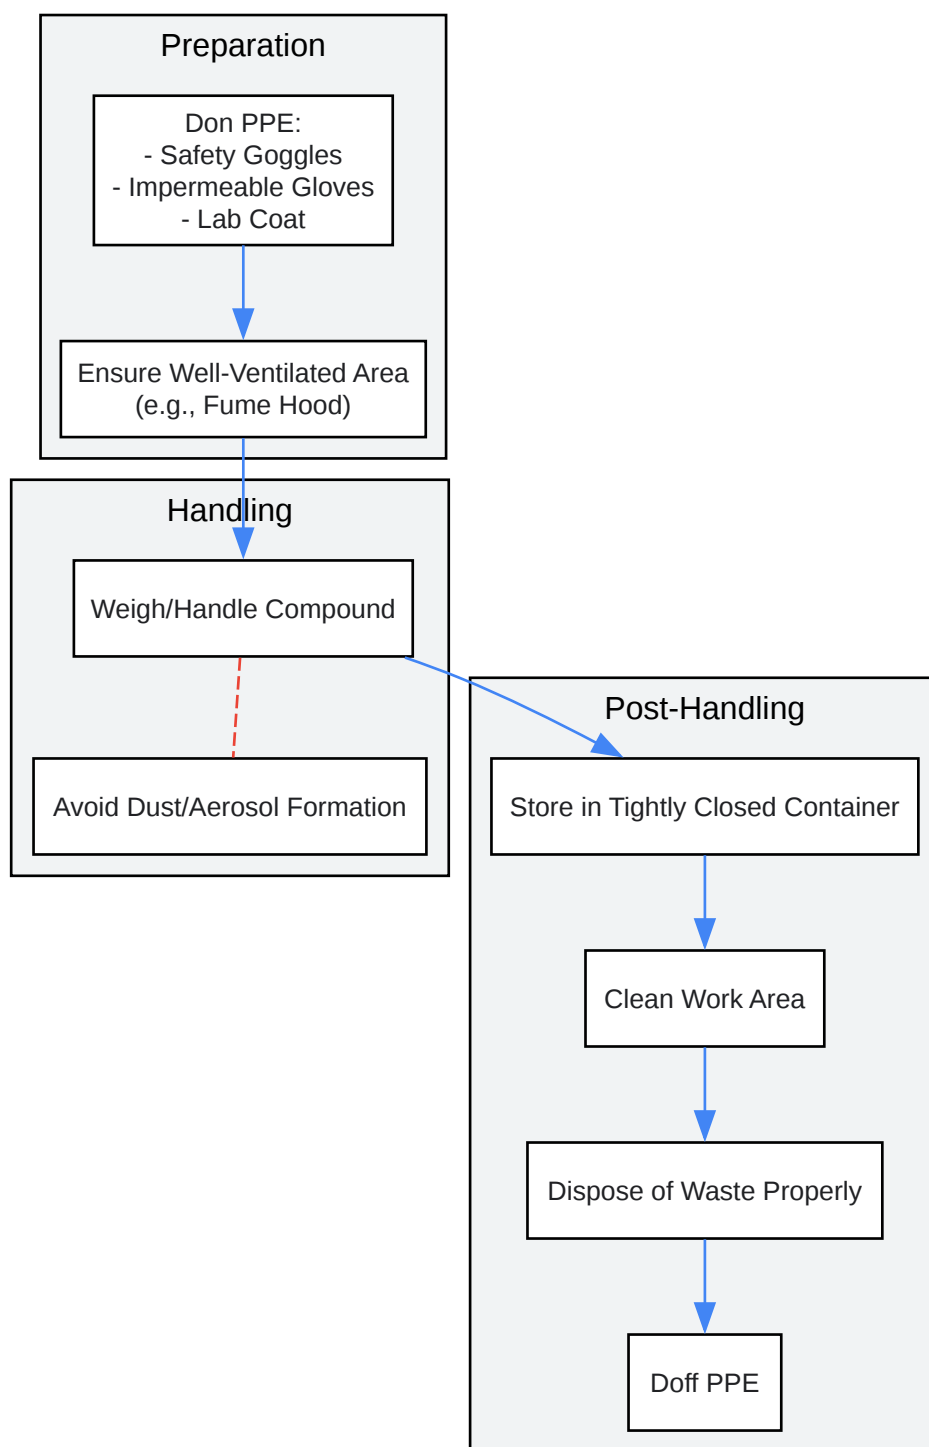 Preparation
Don PPE:
- Safety Goggles
- Impermeable Gloves
- Lab Coat
Ensure Well-Ventilated Area
(e.g., Fume Hood)
Handling
Weigh/Handle Compound
Avoid Dust/Aerosol Formation
Post-Handling
Store in Tightly Closed Container
Clean Work Area
Dispose of Waste Properly
Doff PPE